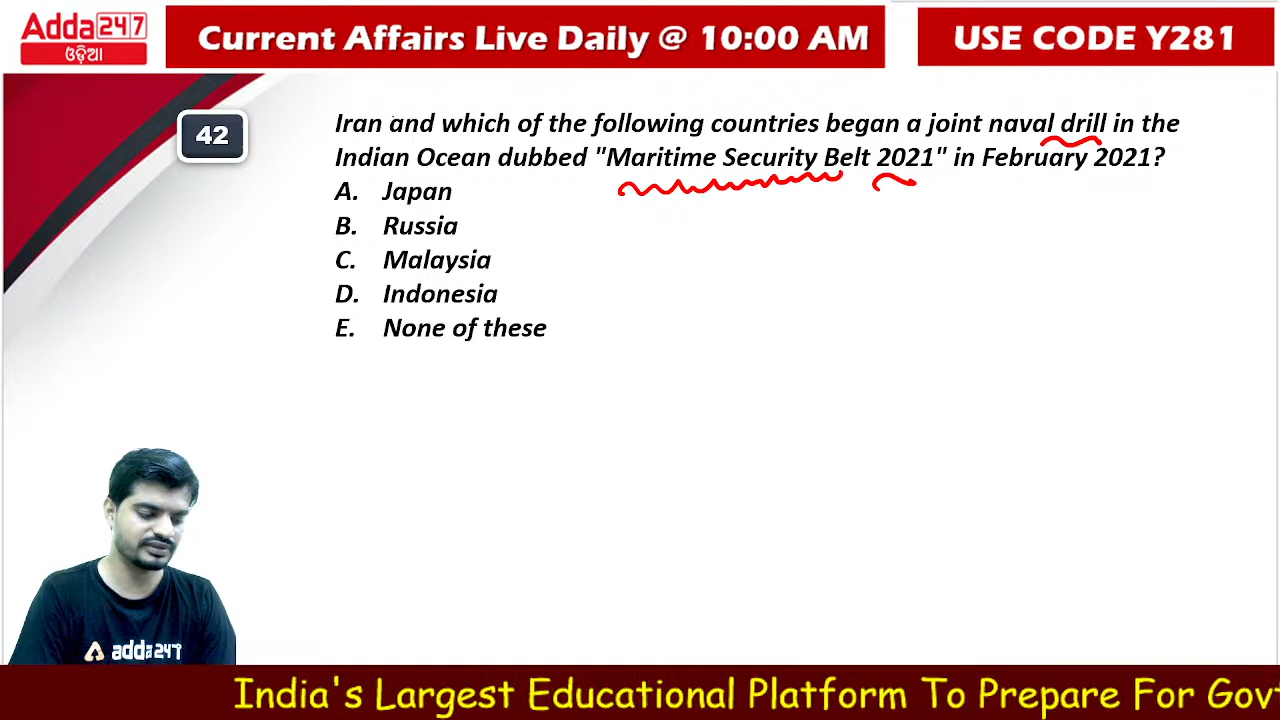 Adda247
ଓଡ଼ିଆ
Current Affairs Live Daily @ 10:00 AM
USE CODE Y281
42
Iran and which of the following countries began a joint naval drill in the
Indian Ocean dubbed "Maritime Security Belt 2021" in February 2021?
A. Japan
B. Russia
C. Malaysia
D. Indonesia
E. None of these
adda247
India's Largest Educational Platform To Prepare For Govt